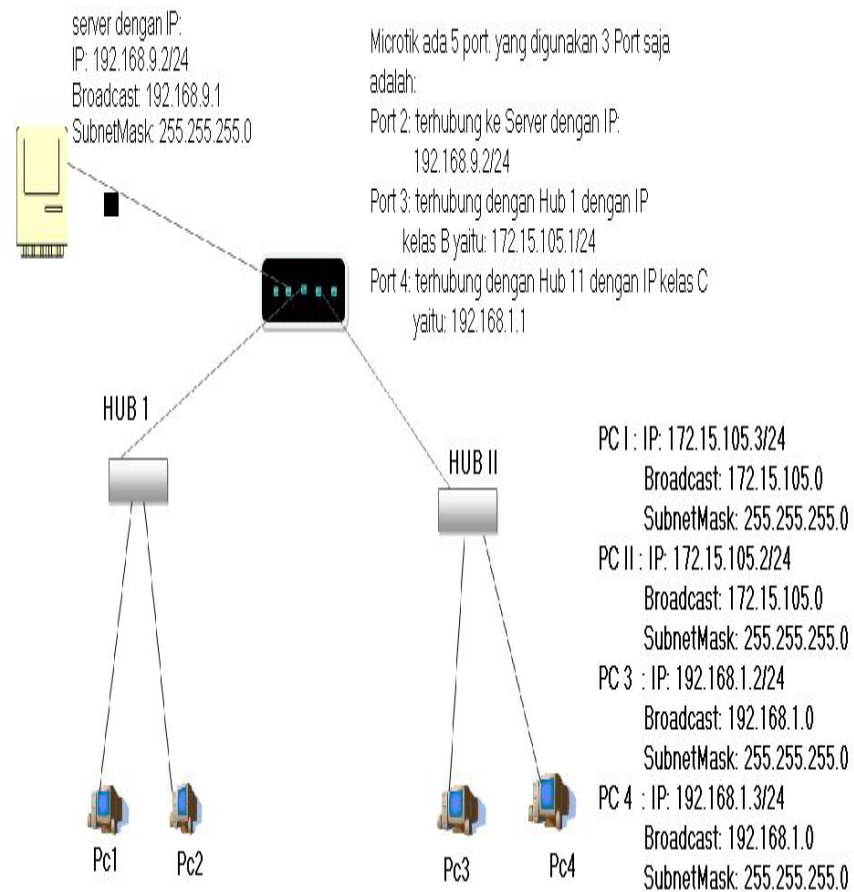 server dengan IP:
IP: 192.168.9.2/24
Broadcast: 192.168.9.1
SubnetMask: 255.255.255.0
Microtik ada 5 port. yang digunakan 3 Port saja
adalah:
Port 2: terhubung ke Server dengan IP:
192.168.9.2/24
Port 3: terhubung dengan Hub 1 dengan IP
kelas B yaitu: 172.15.105.1/24
Port 4: terhubung dengan Hub 11 dengan IP kelas C
yaitu: 192.168.1.1
HUB 1
HUB II
PC I : IP: 172.15.105.3/24
Broadcast: 172.15.105.0
SubnetMask: 255.255.255.0
PC II : IP: 172.15.105.2/24
Broadcast: 172.15.105.0
SubnetMask: 255.255.255.0
PC 3 : IP: 192.168.1.2/24
Broadcast: 192.168.1.0
SubnetMask: 255.255.255.0
PC 4 : IP: 192.168.1.3/24
Broadcast: 192.168.1.0
SubnetMask: 255.255.255.0
Pc1
Pc2
Pc3
Pc4